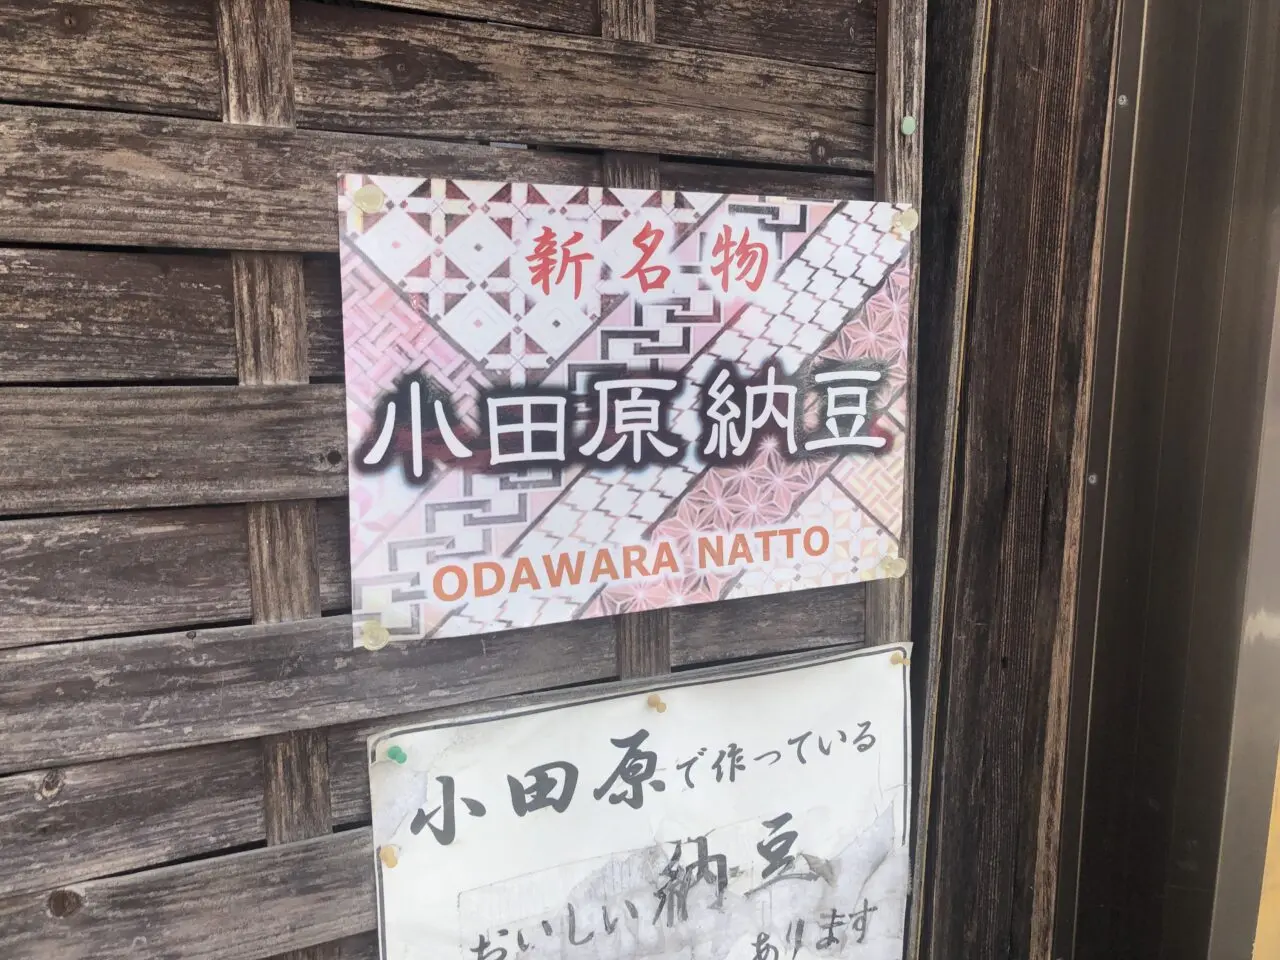 新名物
小田原納豆
ODAWARA NATTO
小田原で作っている
おいしい納豆
あります